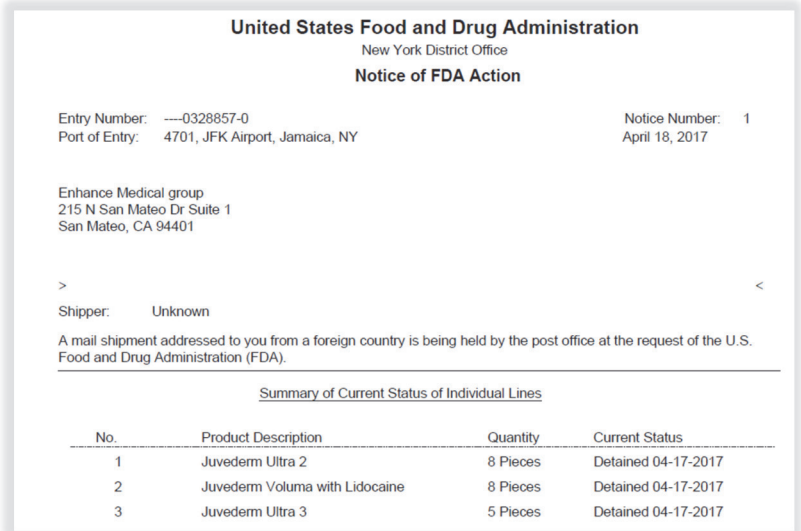 United States Food and Drug Administration
New York District Office
Notice of FDA Action
Entry Number: ----0328857-0 Notice Number: 1
Port of Entry: 4701, JFK Airport, Jamaica, NY April 18, 2017
Enhance Medical group
215 N San Mateo Dr Suite 1
San Mateo, CA 94401
> <
Shipper: Unknown
A mail shipment addressed to you from a foreign country is being held by the post office at the request of the U.S.
Food and Drug Administration (FDA).
Summary of Current Status of Individual Lines
No. Product Description Quantity Current Status
1 Juvederm Ultra 2 8 Pieces Detained 04-17-2017
2 Juvederm Voluma with Lidocaine 8 Pieces Detained 04-17-2017
3 Juvederm Ultra 3 5 Pieces Detained 04-17-2017